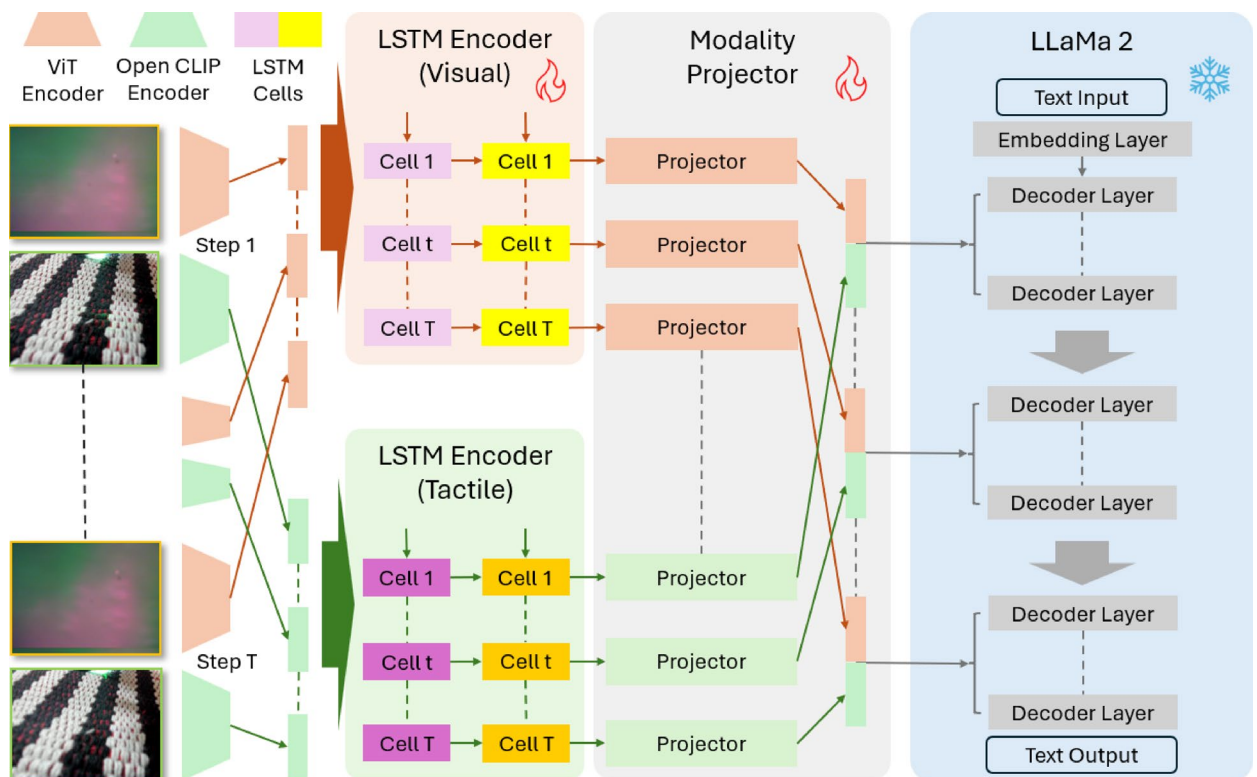 ViT
Encoder
Open CLIP
Encoder
LSTM
Cells
Step 1
Step T
LSTM Encoder
(Visual)
Cell 1
Cell 1
Cell t
Cell t
Cell T
Cell T
LSTM Encoder
(Tactile)
Cell 1
Cell 1
Cell t
Cell t
Cell T
Cell T
Modality
Projector
Projector
Projector
Projector
Projector
Projector
Projector
LLaMa 2
Text Input
Embedding Layer
Decoder Layer
Decoder Layer
Decoder Layer
Decoder Layer
Decoder Layer
Decoder Layer
Text Output